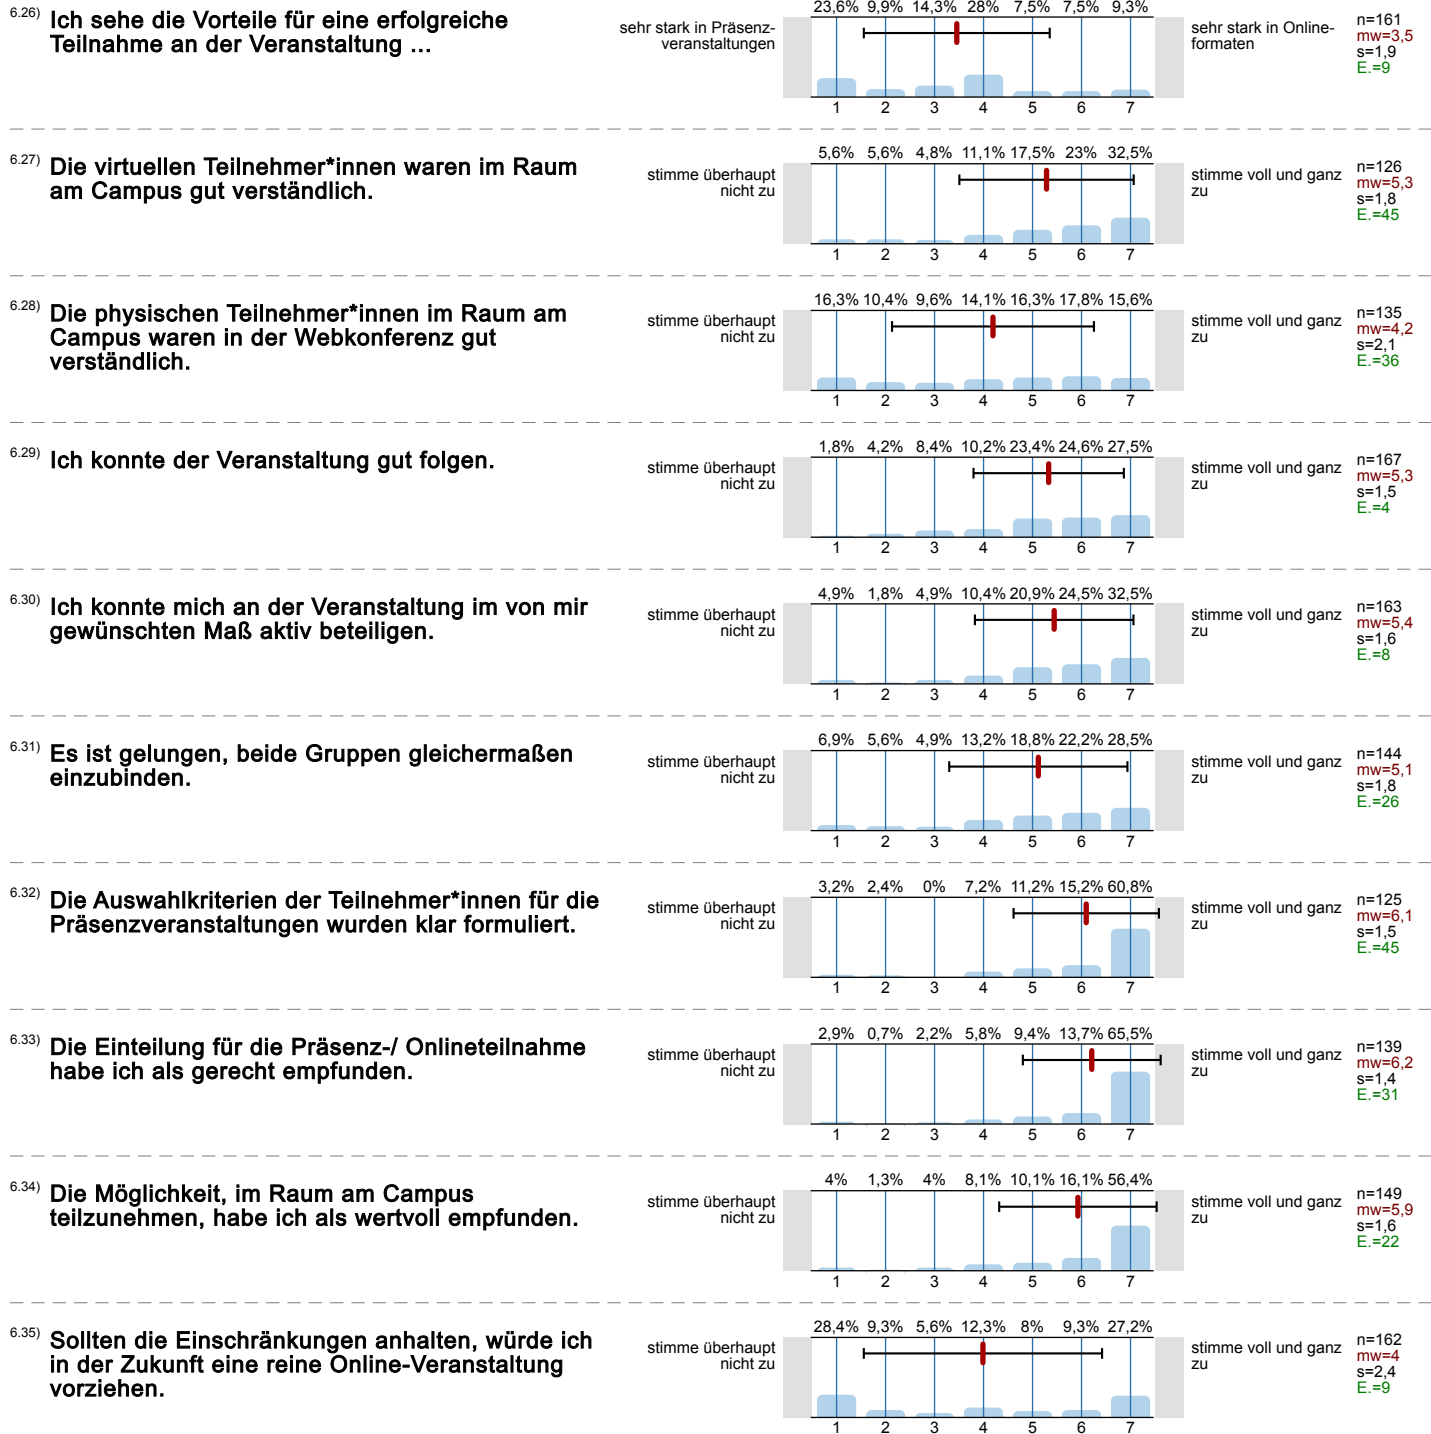 6.26) Ich sehe die Vorteile für eine erfolgreiche
Teilnahme an der Veranstaltung ...
sehr stark in Präsenz-
veranstaltungen
23,6% 9,9% 14,3% 28% 7,5% 7,5% 9,3%
1 2 3 4 5 6 7
sehr stark in Online-
formaten
n=161
mw=3,5
s=1,9
E.=9
6.27) Die virtuellen Teilnehmer*innen waren im Raum
am Campus gut verständlich.
stimme überhaupt
nicht zu
5,6% 5,6% 4,8% 11,1% 17,5% 23% 32,5%
1 2 3 4 5 6 7
stimme voll und ganz
zu
n=126
mw=5,3
s=1,8
E.=45
6.28) Die physischen Teilnehmer*innen im Raum am
Campus waren in der Webkonferenz gut
verständlich.
stimme überhaupt
nicht zu
16,3% 10,4% 9,6% 14,1% 16,3% 17,8% 15,6%
1 2 3 4 5 6 7
stimme voll und ganz
zu
n=135
mw=4,2
s=2,1
E.=36
6.29) Ich konnte der Veranstaltung gut folgen.
stimme überhaupt
nicht zu
1,8% 4,2% 8,4% 10,2% 23,4% 24,6% 27,5%
1 2 3 4 5 6 7
stimme voll und ganz
zu
n=167
mw=5,3
s=1,5
E.=4
6.30) Ich konnte mich an der Veranstaltung im von mir
gewünschten Maß aktiv beteiligen.
stimme überhaupt
nicht zu
4,9% 1,8% 4,9% 10,4% 20,9% 24,5% 32,5%
1 2 3 4 5 6 7
stimme voll und ganz
zu
n=163
mw=5,4
s=1,6
E.=8
6.31) Es ist gelungen, beide Gruppen gleichermaßen
einzubinden.
stimme überhaupt
nicht zu
6,9% 5,6% 4,9% 13,2% 18,8% 22,2% 28,5%
1 2 3 4 5 6 7
stimme voll und ganz
zu
n=144
mw=5,1
s=1,8
E.=26
6.32) Die Auswahlkriterien der Teilnehmer*innen für die
Präsenzveranstaltungen wurden klar formuliert.
stimme überhaupt
nicht zu
3,2% 2,4% 0% 7,2% 11,2% 15,2% 60,8%
1 2 3 4 5 6 7
stimme voll und ganz
zu
n=125
mw=6,1
s=1,5
E.=45
6.33) Die Einteilung für die Präsenz-/ Onlineteilnahme
habe ich als gerecht empfunden.
stimme überhaupt
nicht zu
2,9% 0,7% 2,2% 5,8% 9,4% 13,7% 65,5%
1 2 3 4 5 6 7
stimme voll und ganz
zu
n=139
mw=6,2
s=1,4
E.=31
6.34) Die Möglichkeit, im Raum am Campus
teilzunehmen, habe ich als wertvoll empfunden.
stimme überhaupt
nicht zu
4% 1,3% 4% 8,1% 10,1% 16,1% 56,4%
1 2 3 4 5 6 7
stimme voll und ganz
zu
n=149
mw=5,9
s=1,6
E.=22
6.35) Sollten die Einschränkungen anhalten, würde ich
in der Zukunft eine reine Online-Veranstaltung
vorziehen.
stimme überhaupt
nicht zu
28,4% 9,3% 5,6% 12,3% 8% 9,3% 27,2%
1 2 3 4 5 6 7
stimme voll und ganz
zu
n=162
mw=4
s=2,4
E.=9